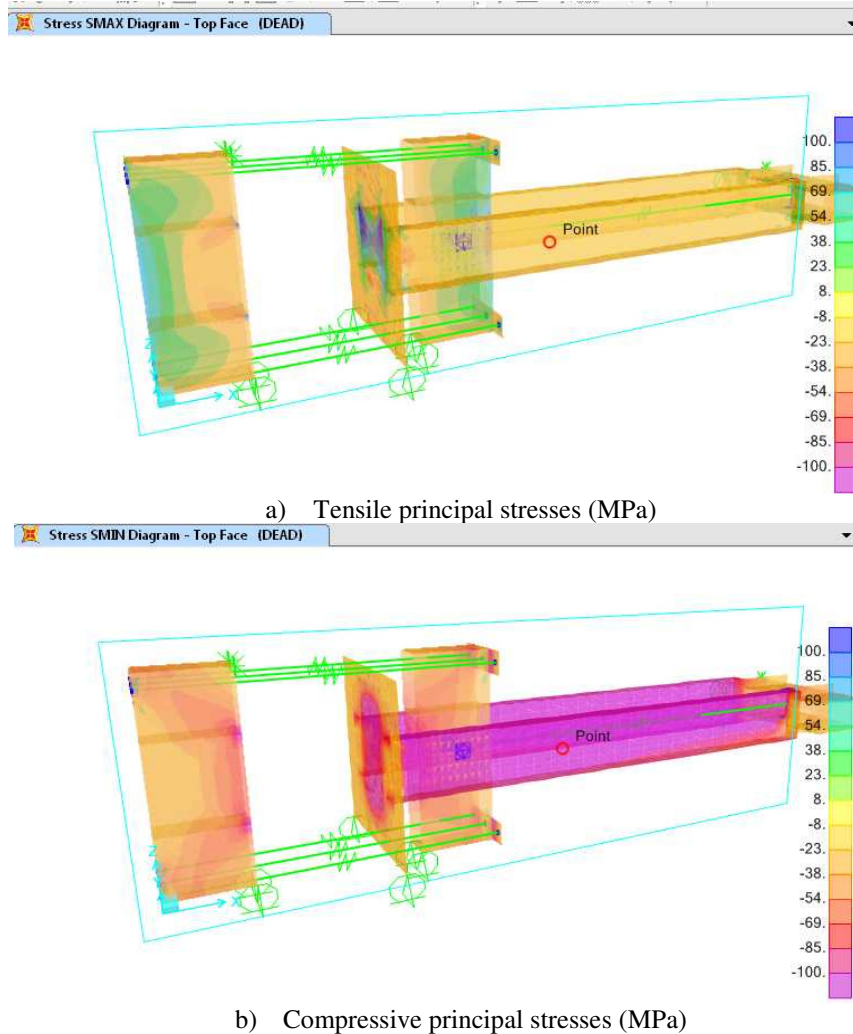 Stress SMAX Diagram - Top Face (DEAD)
100.
85.
69.
54.
38.
23.
8.
-8.
-23.
-38.
-54.
-69.
-85.
-100.
Point
Z
X
a) Tensile principal stresses (MPa)
Stress SMIN Diagram - Top Face (DEAD)
100.
85.
69.
54.
38.
23.
8.
-8.
-23.
-38.
-54.
-69.
-85.
-100.
Point
Z
X
b) Compressive principal stresses (MPa)